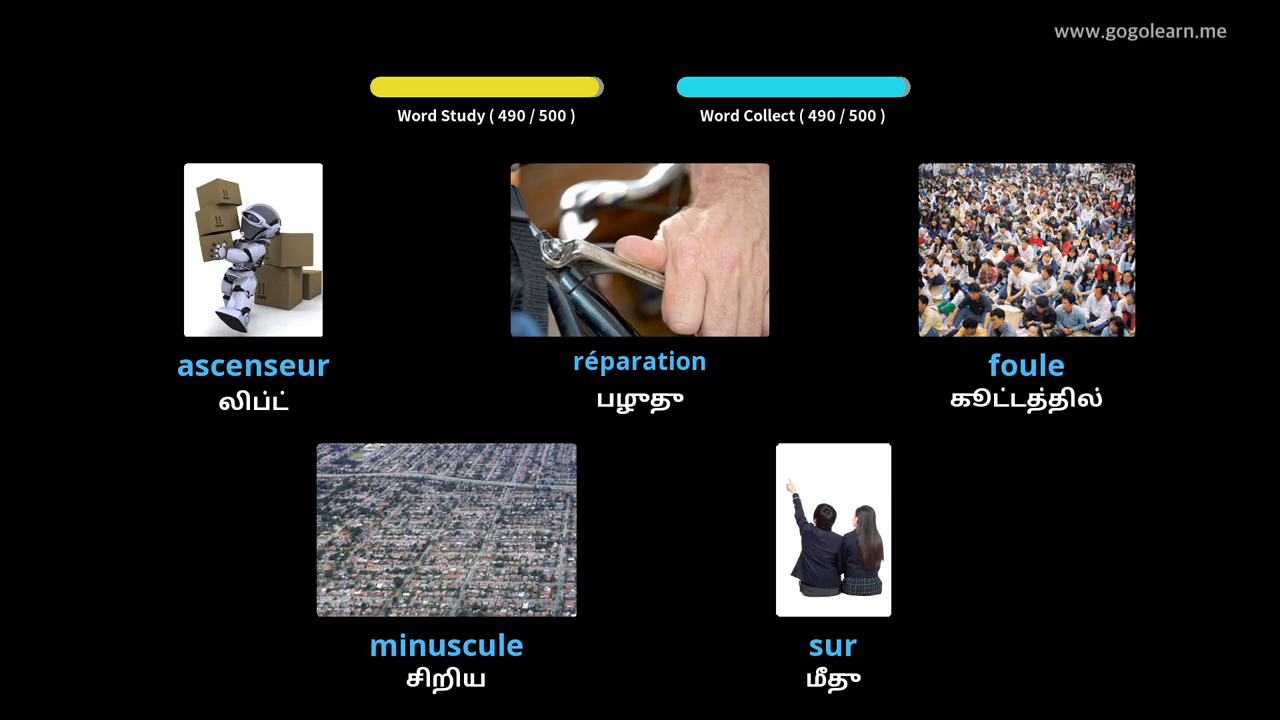 www.gogolearn.me
Word Study ( 490 / 500 )
Word Collect ( 490 / 500 )
ascenseur
லிப்ட்
réparation
பழுது
foule
கூட்டத்தில்
minuscule
சிறிய
sur
மீது